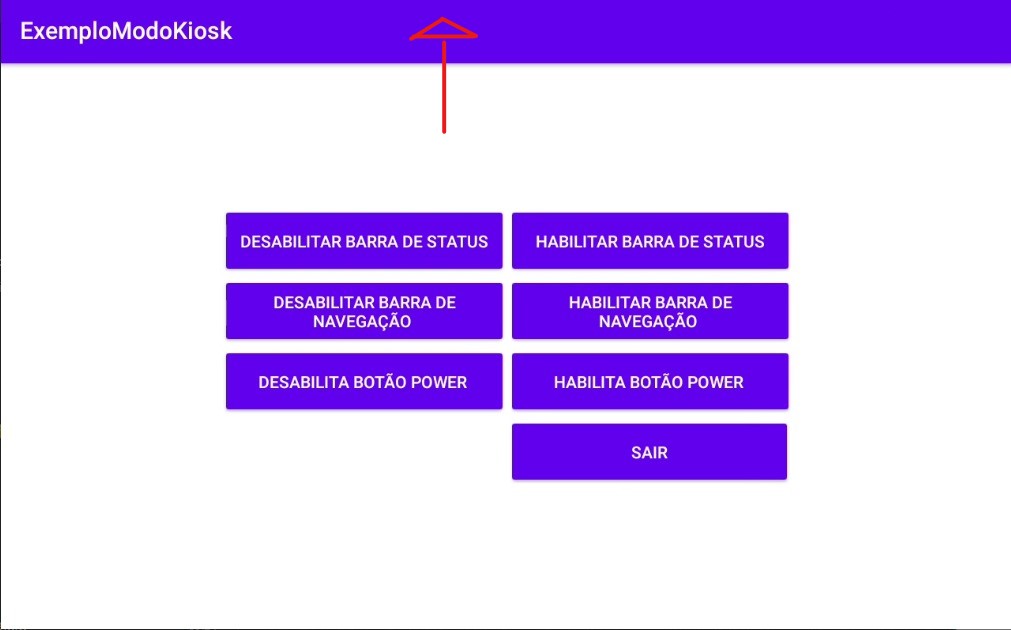 ExemploModoKiosk
DESABILITAR BARRA DE STATUS
HABILITAR BARRA DE STATUS
DESABILITAR BARRA DE
NAVEGAÇÃO
HABILITAR BARRA DE
NAVEGAÇÃO
DESABILITA BOTÃO POWER
HABILITA BOTÃO POWER
SAIR